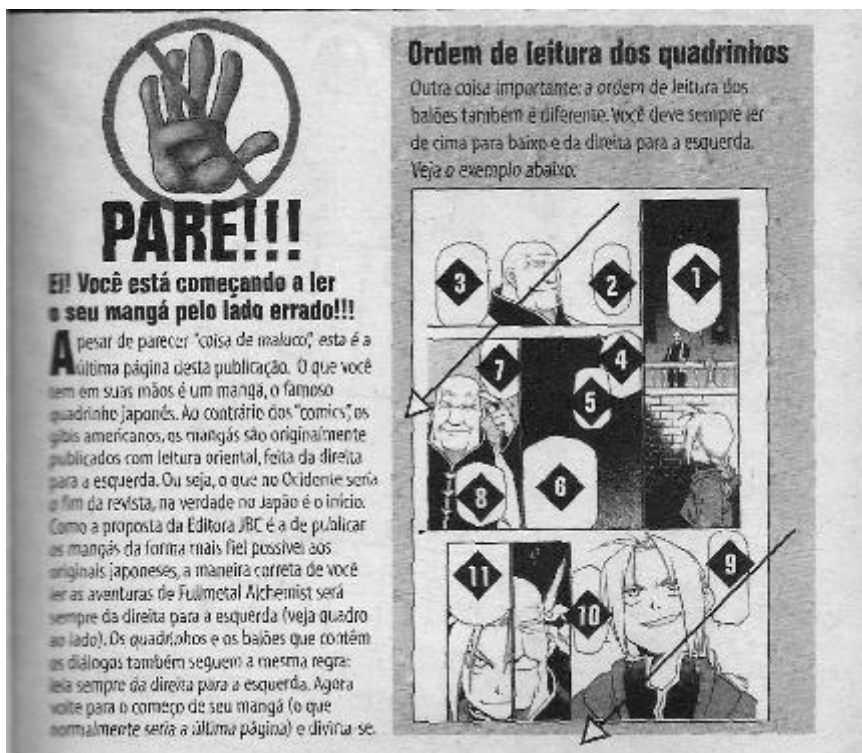 PARE!!!
Ei! Você está começando a ler
o seu mangá pelo lado errado!!!
Apesar de parecer "coisa de maluco", esta é a
última página desta publicação. O que você
tem em suas mãos é um mangá, o famoso
quadrinho japonês. Ao contrário dos "comics", os
gibis americanos, os mangás são originalmente
publicados com leitura oriental, feita da direita
para a esquerda. Ou seja, o que no Ocidente seria
o fim da revista, na verdade no Japão é o início.
Como a proposta da Editora JBC é a de publicar
os mangás da forma mais fiel possível aos
originais japoneses, a maneira correta de você
ler as aventuras de Fullmetal Alchemist será
sempre da direita para a esquerda (veja quadro
ao lado). Os quadrinhos e os balões que contêm
os diálogos também seguem a mesma regra:
leia sempre da direita para a esquerda. Agora
volte para o começo de seu mangá (o que
normalmente seria a última página) e divirta-se.
Ordem de leitura dos quadrinhos
Outra coisa importante: a ordem de leitura dos
balões também é diferente. Você deve sempre ler
de cima para baixo e da direita para a esquerda.
Veja o exemplo abaixo:
1
2
3
4
5
6
7
8
9
10
11